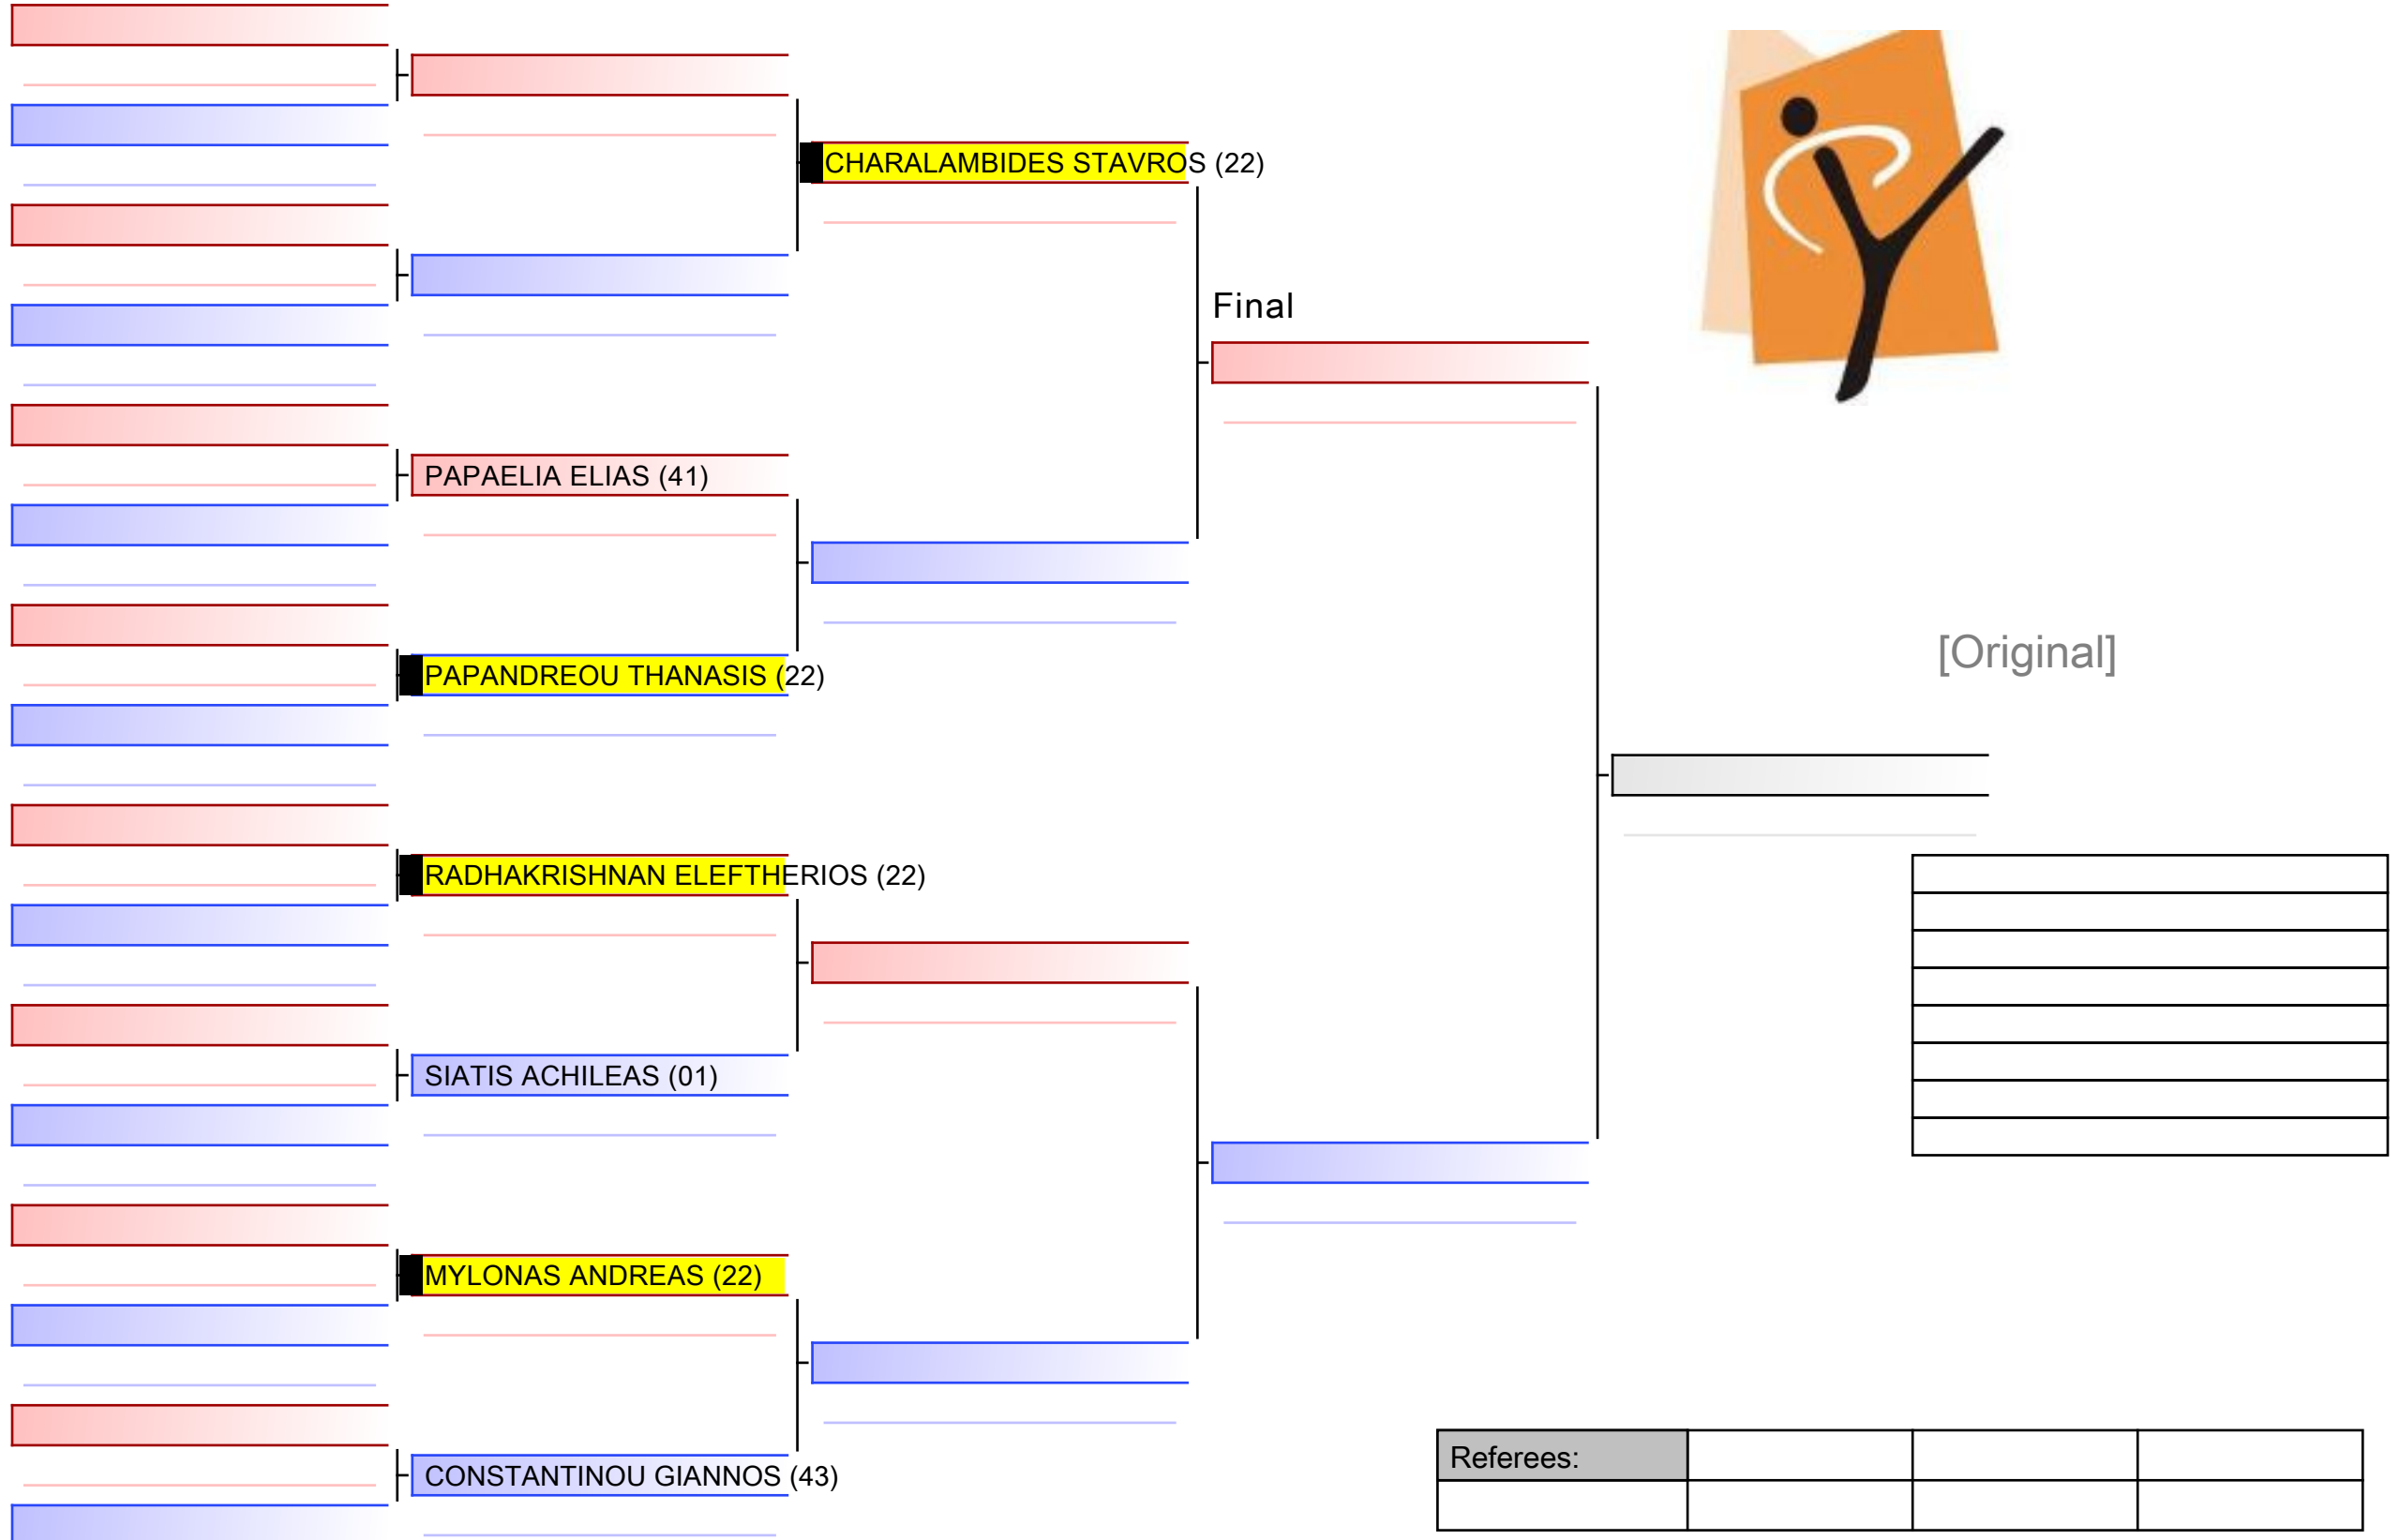 CHARALAMBIDES STAVROS (22)
Final
PAPAELIA ELIAS (41)
[Original]
PAPANDREOU THANASIS (22)
RADHAKRISHNAN ELEFTHERIOS (22)
SIATIS ACHILEAS (01)
MYLONAS ANDREAS (22)
Referees:
CONSTANTINOU GIANNOS (43)